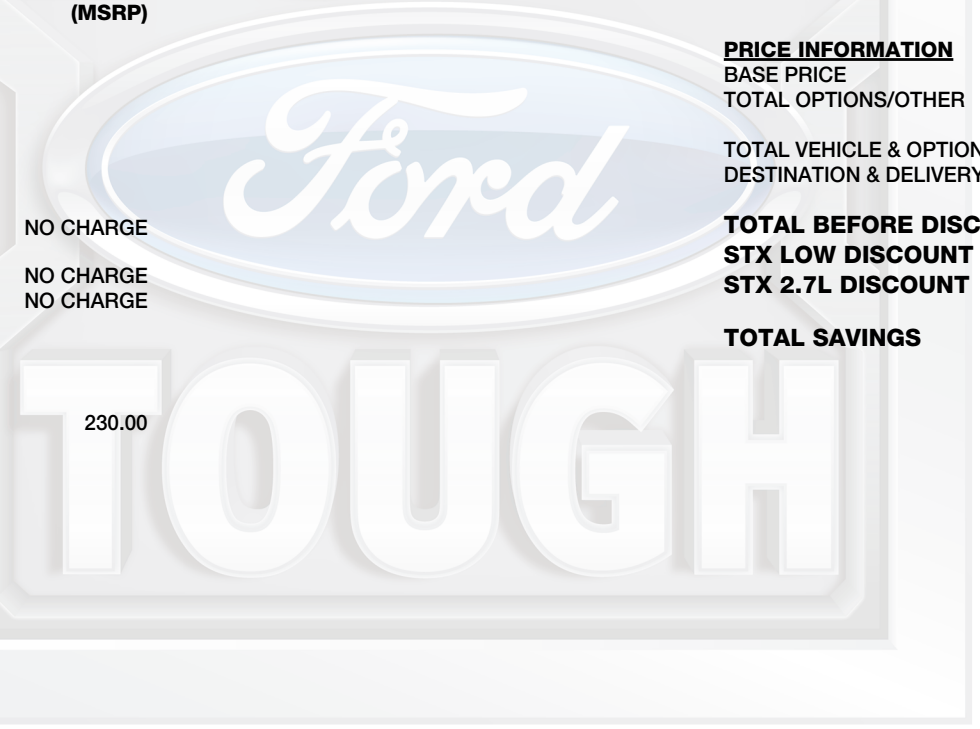 (MSRP)
NO CHARGE
NO CHARGE
NO CHARGE
230.00
PRICE INFORMATION
BASE PRICE
TOTAL OPTIONS/OTHER
TOTAL VEHICLE & OPTION
DESTINATION & DELIVERY
TOTAL BEFORE DISC
STX LOW DISCOUNT
STX 2.7L DISCOUNT
TOTAL SAVINGS
Ford
TOUGH